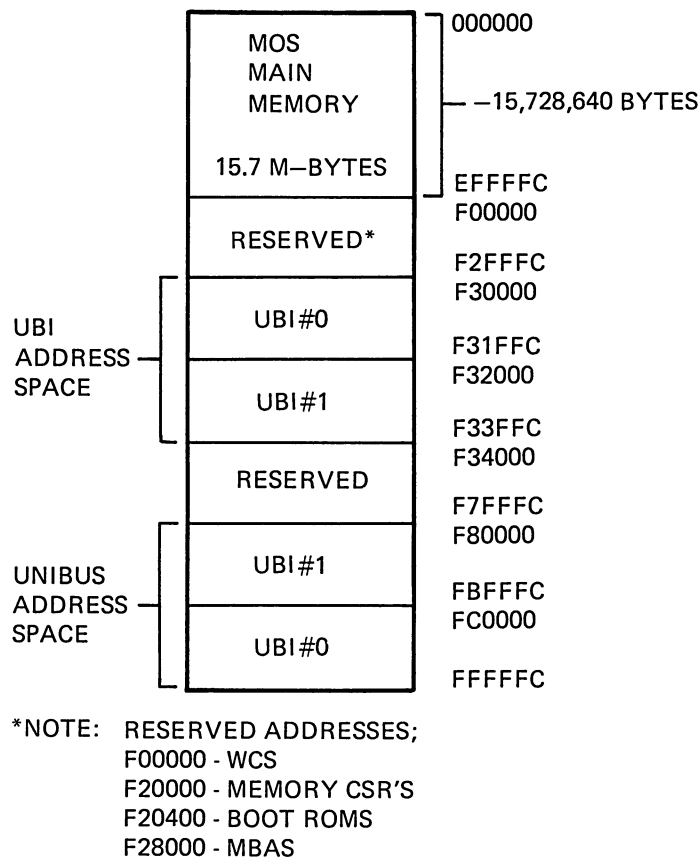 000000
MOS
MAIN
MEMORY
—15,728,640 BYTES
15.7 M—BYTES
EFFFFC
F00000
RESERVED*
F2FFFC
F30000
UBI
ADDRESS
SPACE
UBI#0
F31FFC
F32000
UBI#1
F33FFC
F34000
RESERVED
F7FFFC
F80000
UNIBUS
ADDRESS
SPACE
UBI#1
FBFFFC
FC0000
UBI#0
FFFFFC
*NOTE: RESERVED ADDRESSES;
F00000 - WCS
F20000 - MEMORY CSR'S
F20400 - BOOT ROMS
F28000 - MBAS